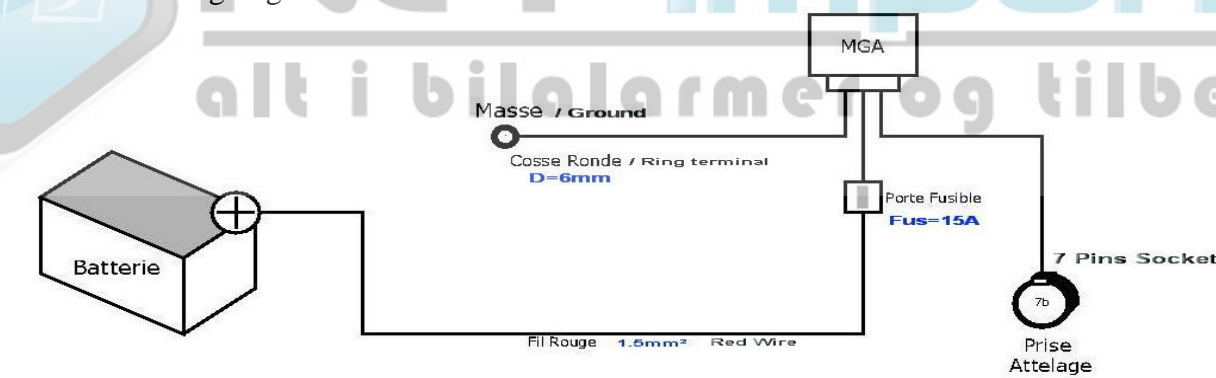 MGA
alt i bilalarmer og tilbe
Masse / Ground
Cosse Ronde / Ring terminal
D=6mm
Porte Fusible
Fus=15A
Batterie
7 Pins Socket
7b
Fil Rouge 1.5mm² Red Wire
Prise
Attelage